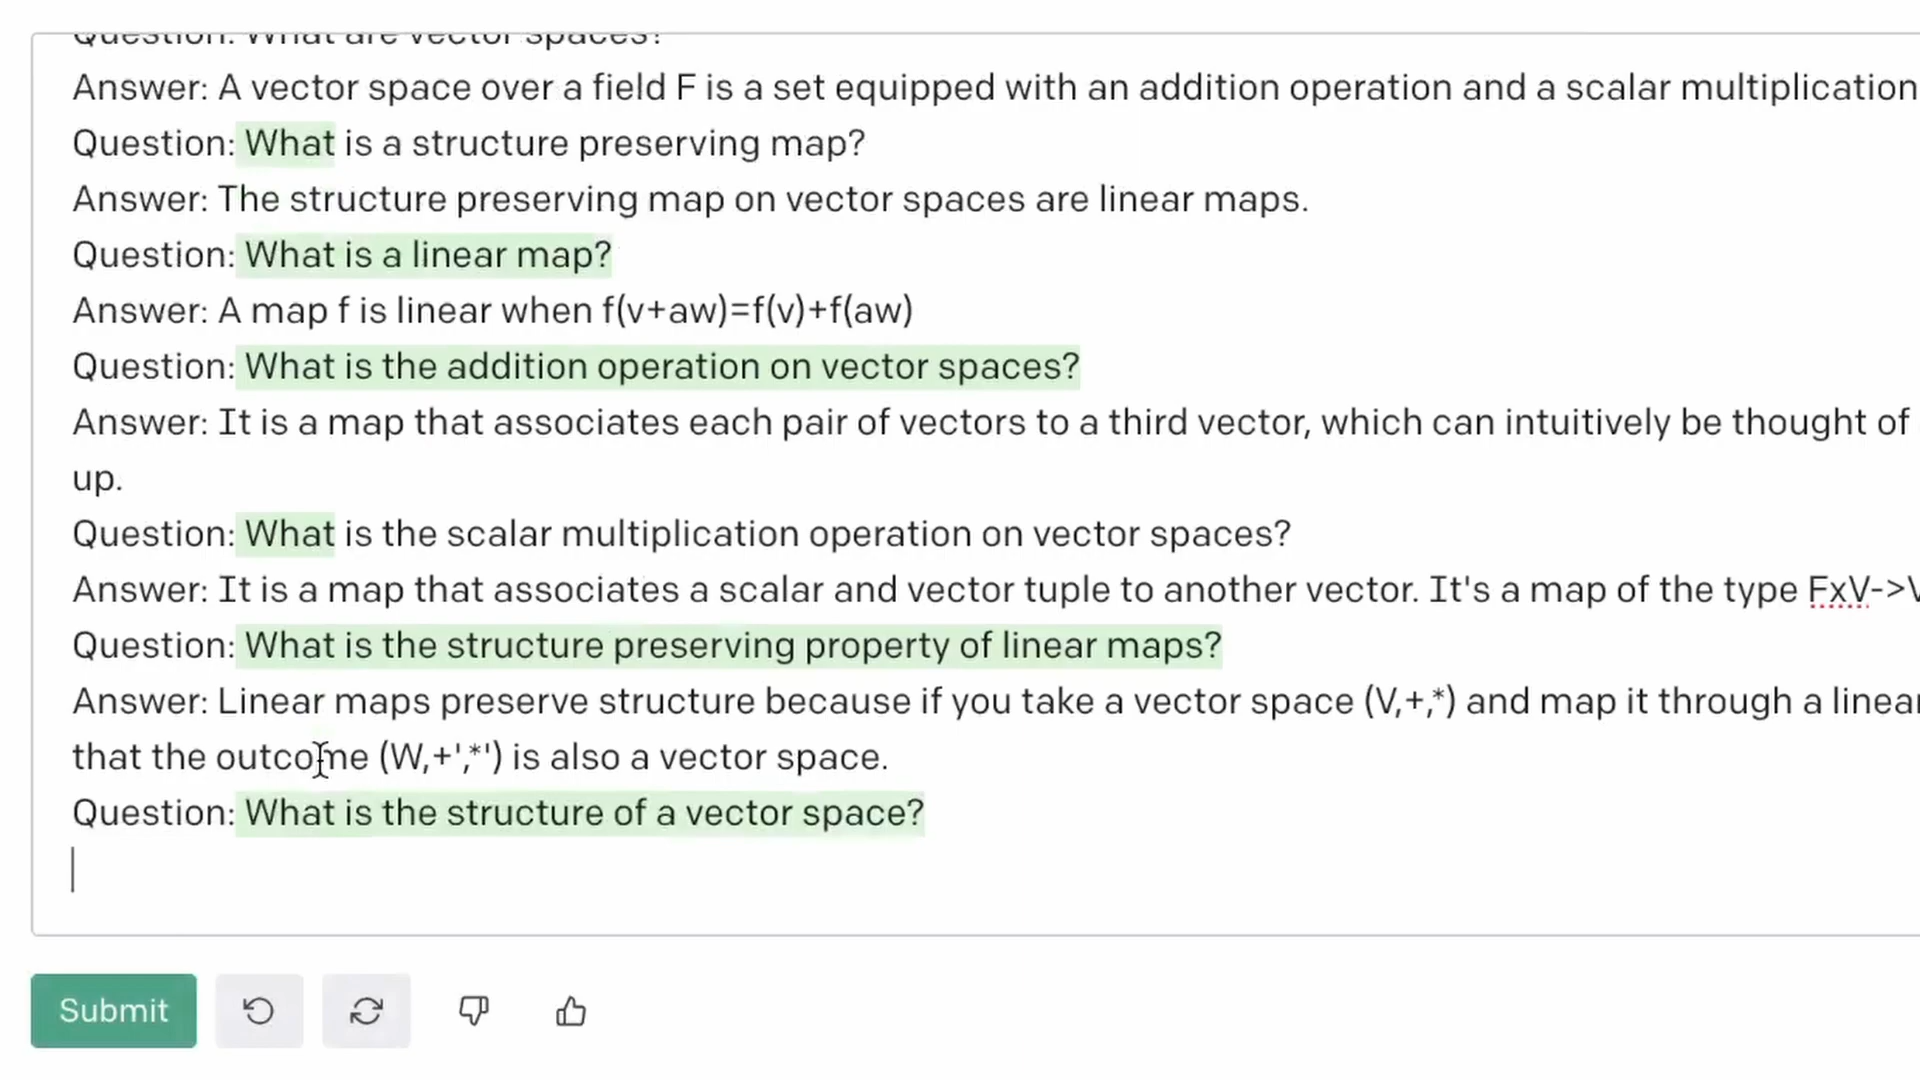 Question: What are vector spaces?
Answer: A vector space over a field F is a set equipped with an addition operation and a scalar multiplication
Question: What is a structure preserving map?
Answer: The structure preserving map on vector spaces are linear maps.
Question: What is a linear map?
Answer: A map f is linear when f(v+aw)=f(v)+f(aw)
Question: What is the addition operation on vector spaces?
Answer: It is a map that associates each pair of vectors to a third vector, which can intuitively be thought of
up.
Question: What is the scalar multiplication operation on vector spaces?
Answer: It is a map that associates a scalar and vector tuple to another vector. It's a map of the type FxV->V
Question: What is the structure preserving property of linear maps?
Answer: Linear maps preserve structure because if you take a vector space (V,+,*) and map it through a linear
that the outcome (W,+',*') is also a vector space.
Question: What is the structure of a vector space?
Submit